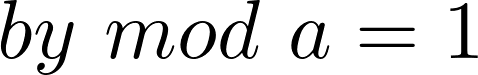 by mod a = 1